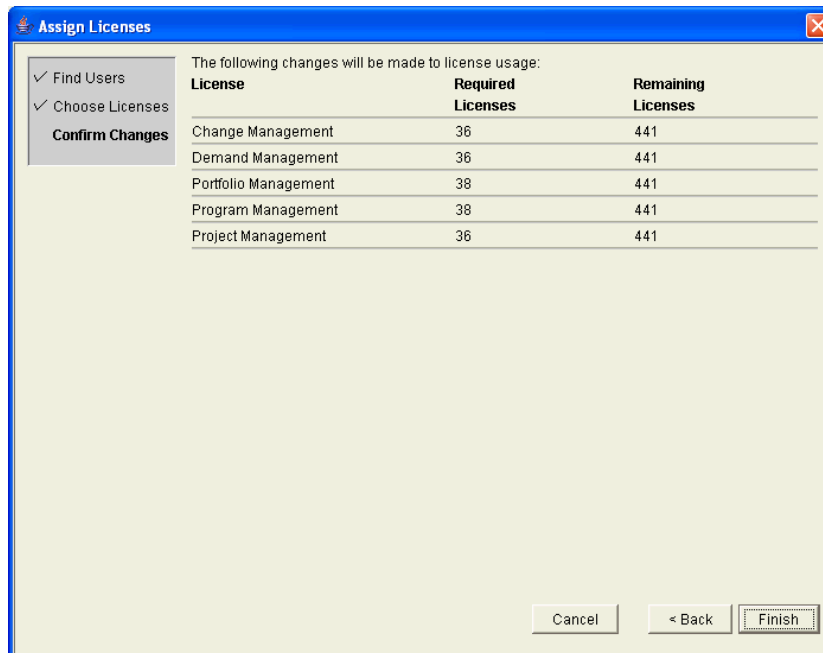 Assign Licenses
Find Users
Choose Licenses
Confirm Changes
The following changes will be made to license usage:
License Required Licenses Remaining Licenses
Change Management 36 441
Demand Management 36 441
Portfolio Management 38 441
Program Management 38 441
Project Management 36 441
Cancel < Back Finish